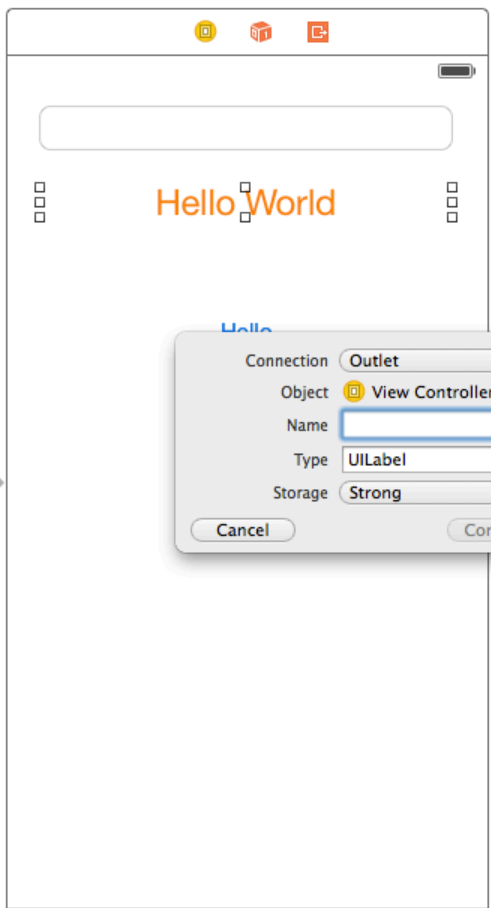 Hello World
Hello
Connection Outlet
Object View Controller
Name
Type UILabel
Storage Strong
Cancel